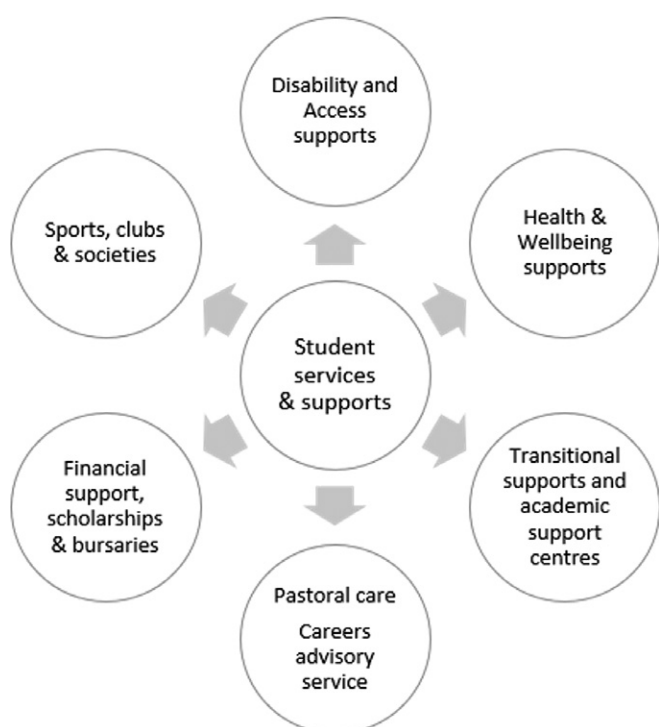 Disability and
Access
supports
Sports, clubs
& societies
Health &
Wellbeing
supports
Student
services
& supports
Financial
support,
scholarships
& bursaries
Transitional
supports and
academic
support
centres
Pastoral care
Careers
advisory
service